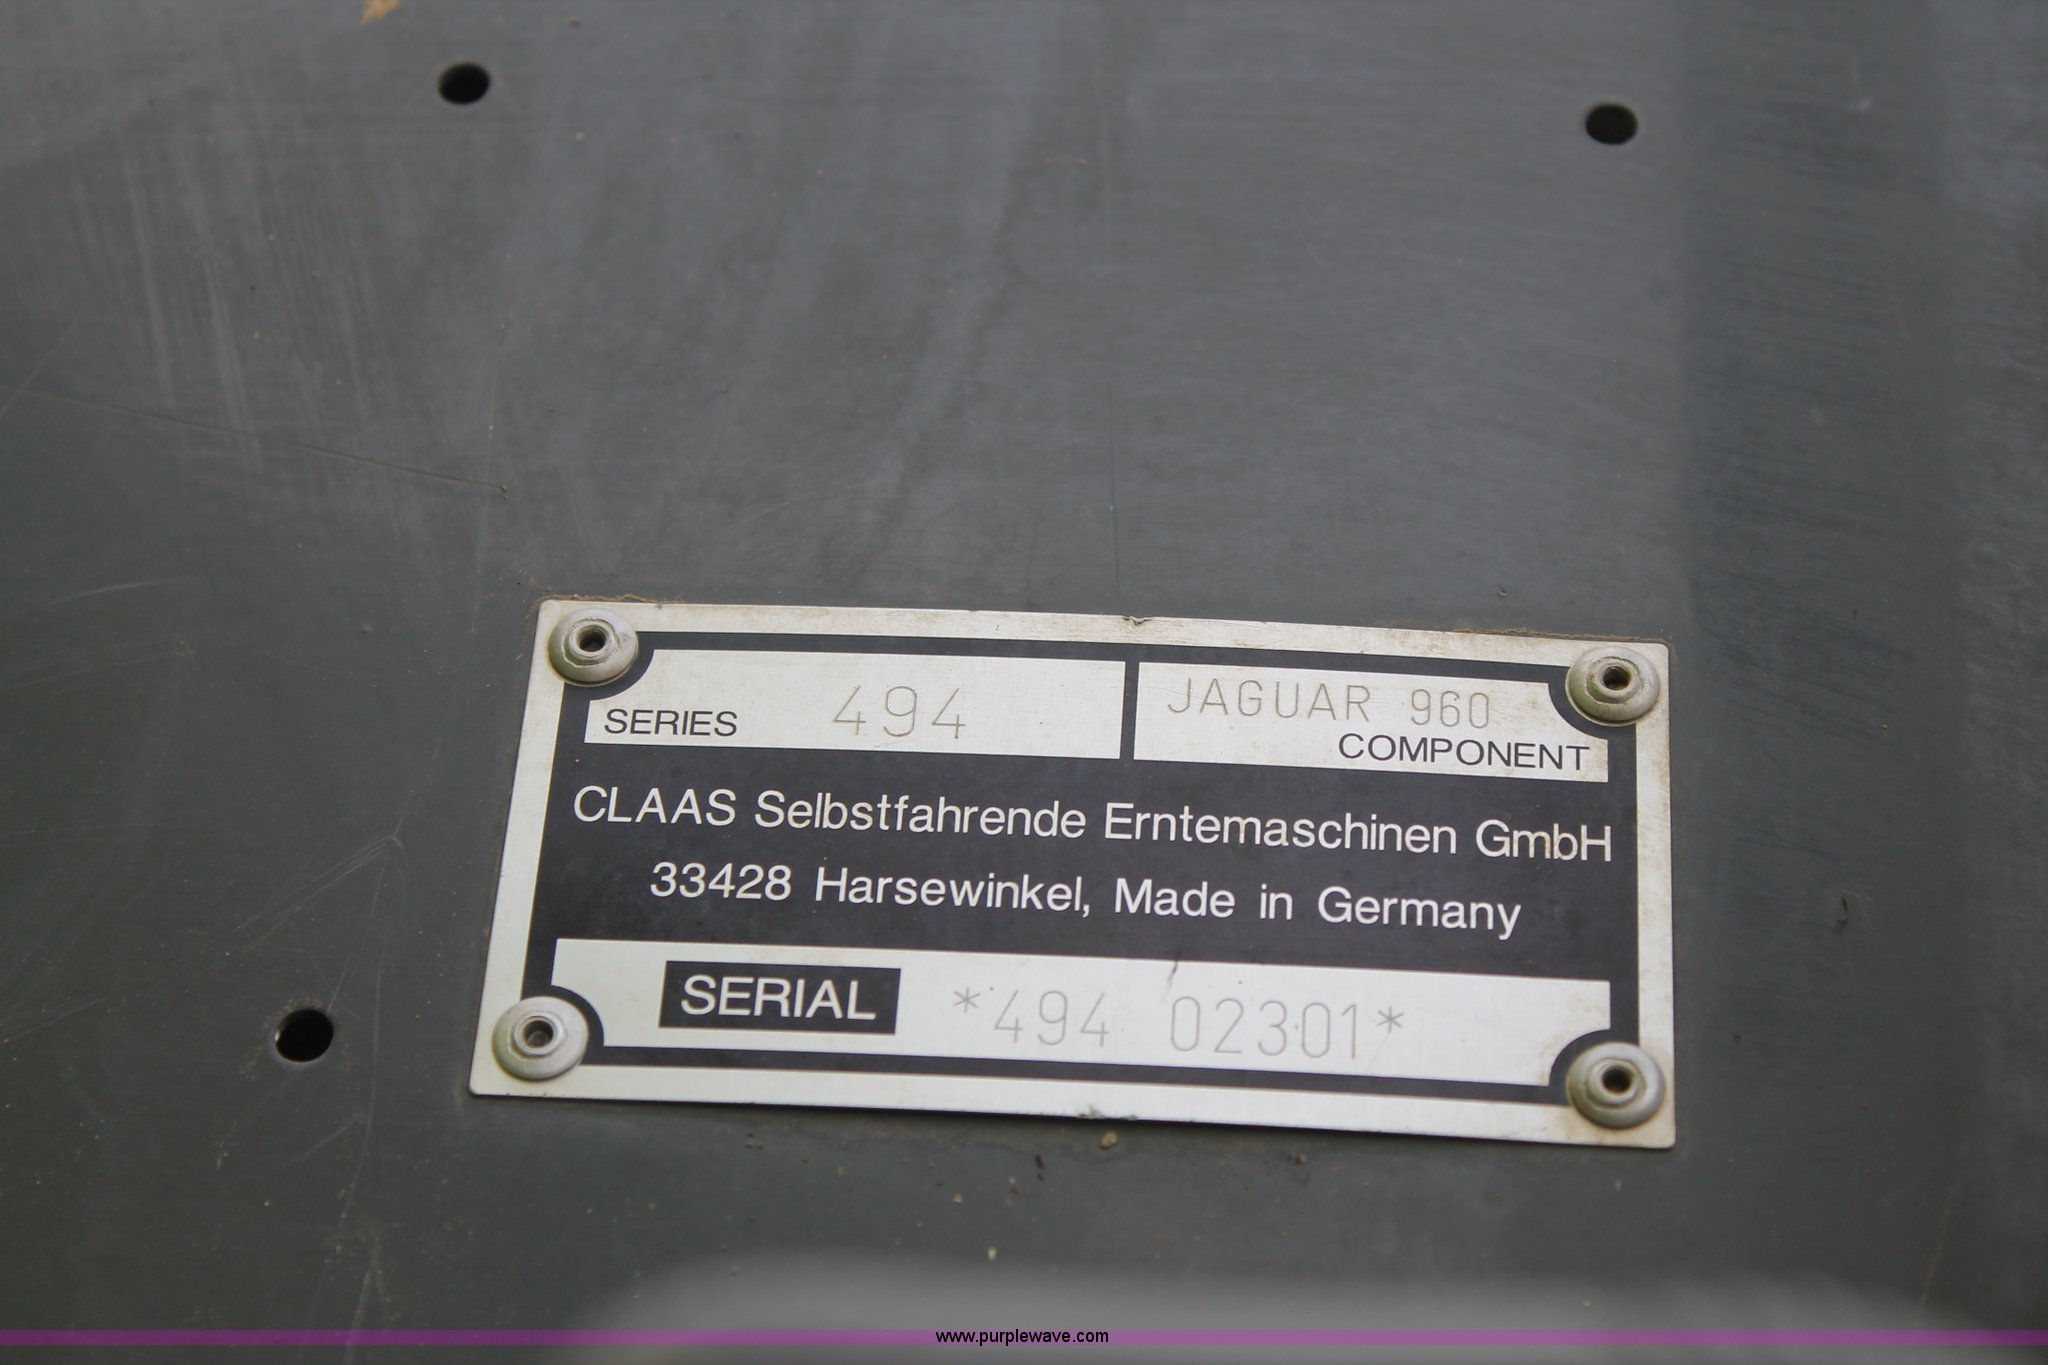 SERIES 494
JAGUAR 960
COMPONENT
CLAAS Selbstfahrende Erntemaschinen GmbH
33428 Harsewinkel, Made in Germany
SERIAL *494 02301*
www.purplewave.com